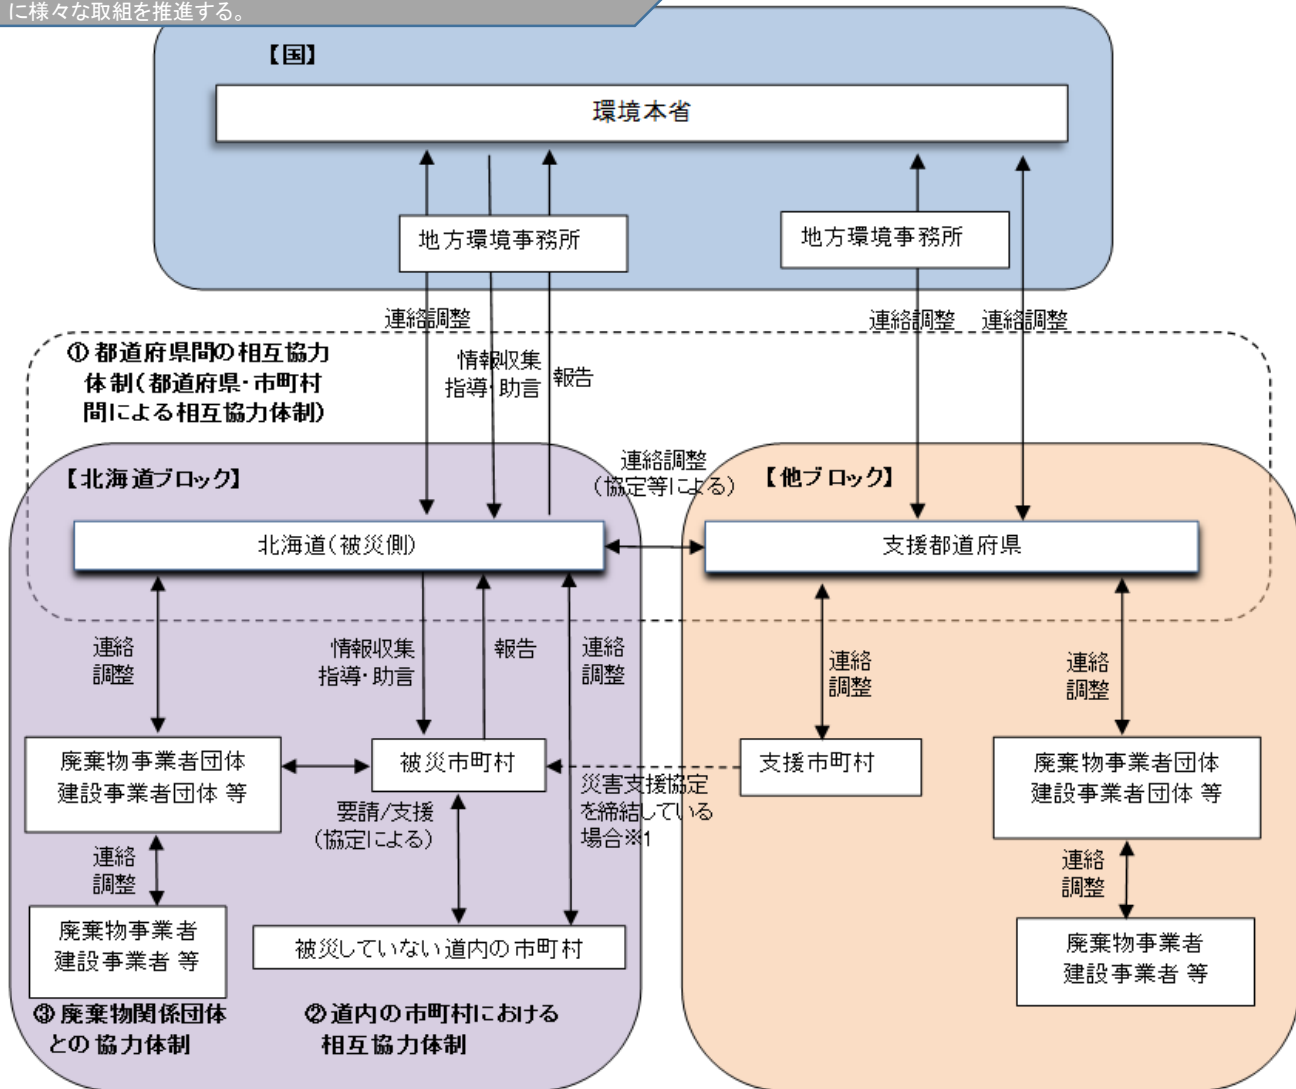 に様々な取組を推進する。
【国】
環境本省
地方環境事務所
地方環境事務所
連絡調整
連絡調整
連絡調整
① 都道府県間の相互協力
体制(都道府県・市町村
間による相互協力体制)
情報収集
指導・助言
報告
【北海道ブロック】
連絡調整
(協定等による)
【他ブロック】
北海道(被災側)
支援都道府県
連絡
調整
情報収集
指導・助言
報告
連絡
調整
連絡
調整
連絡
調整
廃棄物事業者団体
建設事業者団体 等
被災市町村
支援市町村
廃棄物事業者団体
建設事業者団体 等
要請/支援
(協定による)
災害支援協定
を締結している
場合※1
連絡
調整
連絡
調整
廃棄物事業者
建設事業者 等
被災していない道内の市町村
廃棄物事業者
建設事業者 等
③ 廃棄物関係団体
との協力体制
② 道内の市町村における
相互協力体制